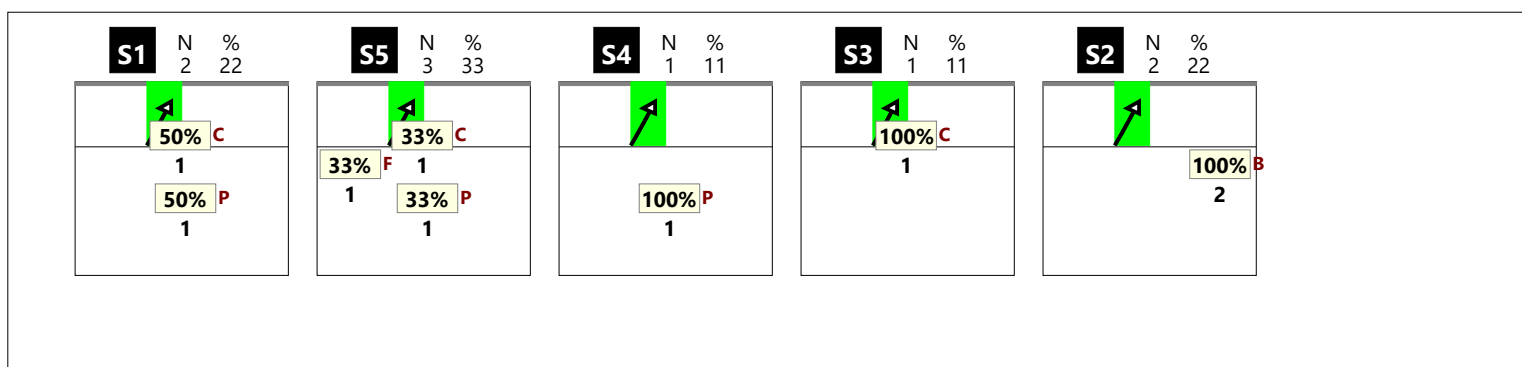 S1 N % 2 22
S5 N % 3 33
S4 N % 1 11
S3 N % 1 11
S2 N % 2 22
50% C
1
50% P
1
33% C
1
33% F
1
33% P
1
100% P
1
100% C
1
100% B
2